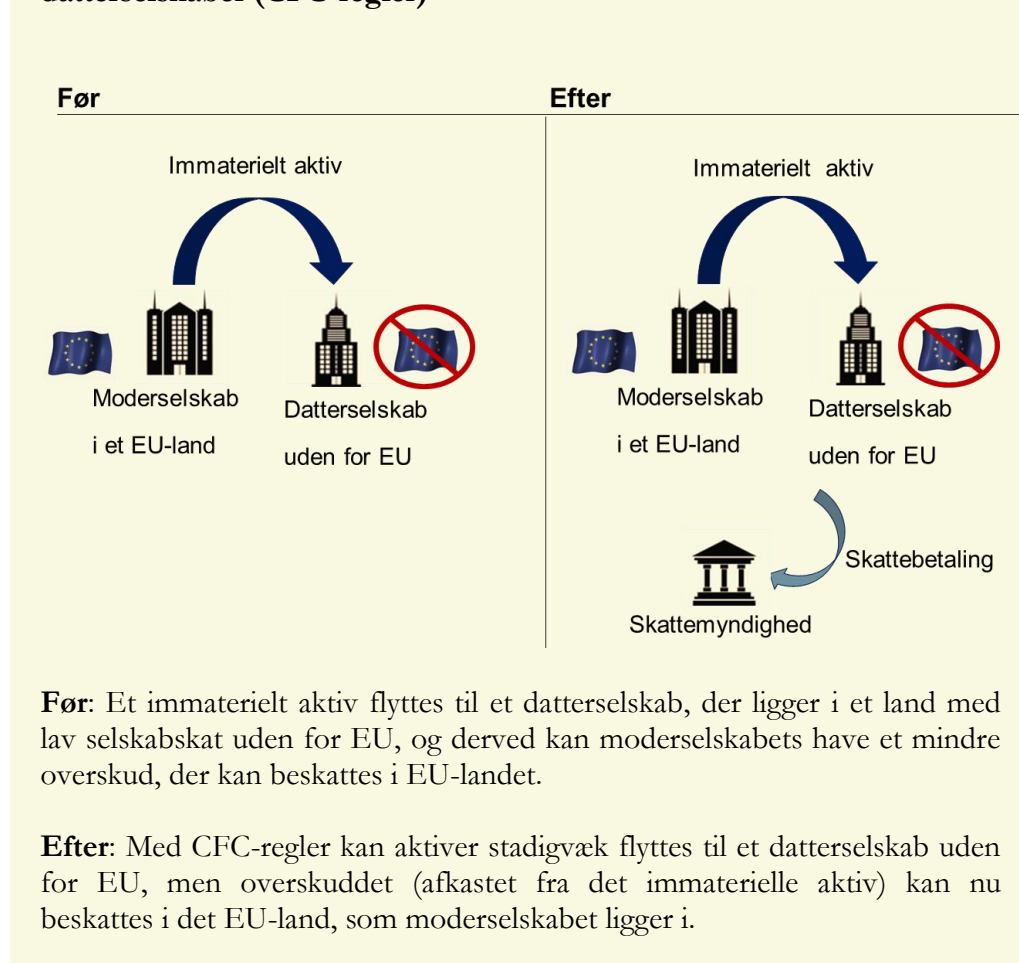 datterselskaber (CFC-regler)
Før
Efter
Immaterielt aktiv
Immaterielt aktiv
Moderselskab
i et EU-land
Datterselskab
uden for EU
Moderselskab
i et EU-land
Datterselskab
uden for EU
Skattebetaling
Skattemyndighed
Før: Et immaterielt aktiv flyttes til et datterselskab, der ligger i et land med
lav selskabskat uden for EU, og derved kan moderselskabets have et mindre
overskud, der kan beskattes i EU-landet.
Efter: Med CFC-regler kan aktiver stadigvæk flyttes til et datterselskab uden
for EU, men overskuddet (afkastet fra det immaterielle aktiv) kan nu
beskattes i det EU-land, som moderselskabet ligger i.